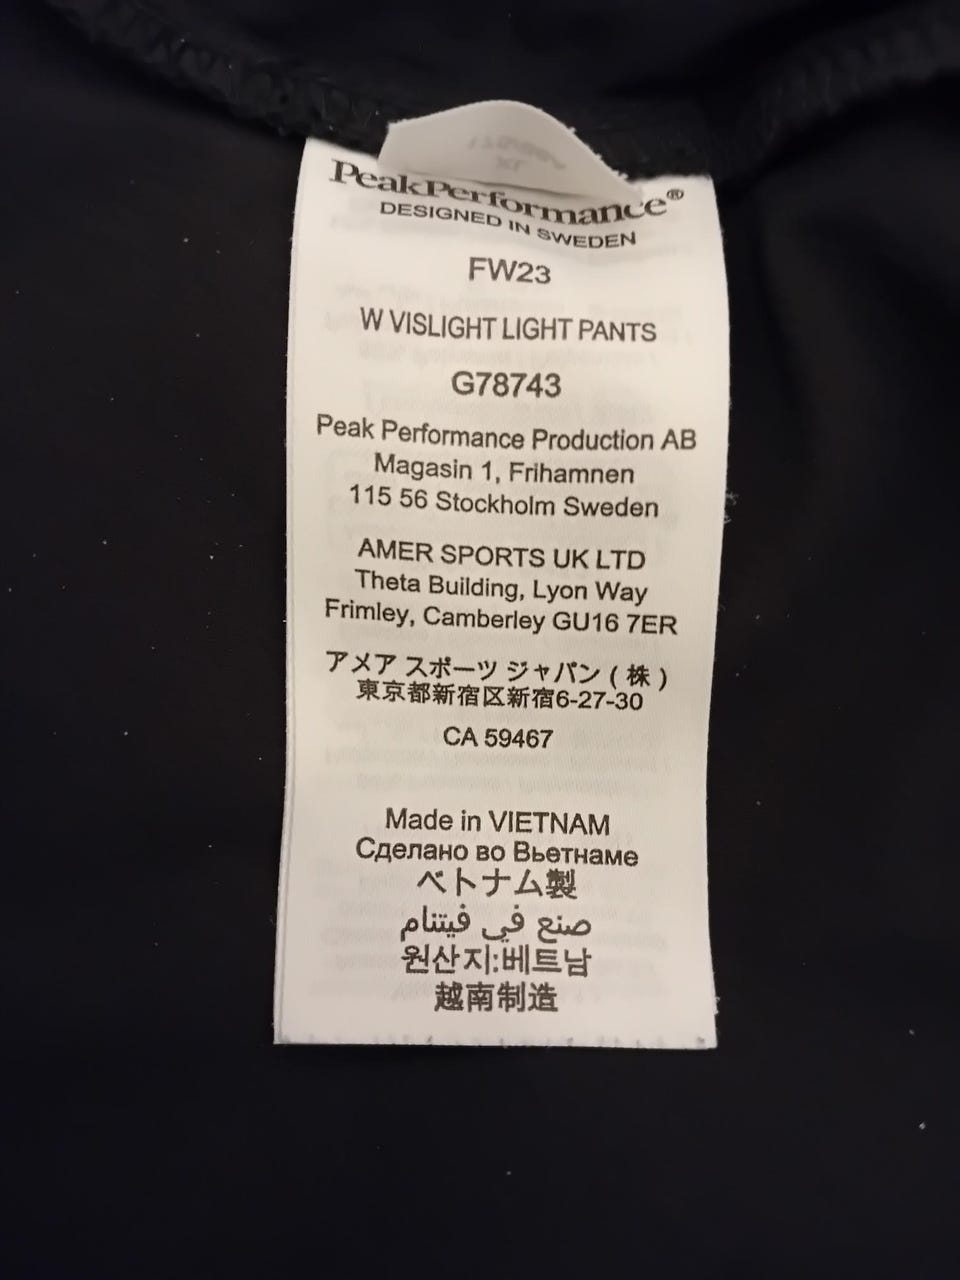 PeakPerformance®
DESIGNED IN SWEDEN
FW23
W VISLIGHT LIGHT PANTS
G78743
Peak Performance Production AB
Magasin 1, Frihamnen
115 56 Stockholm Sweden
AMER SPORTS UK LTD
Theta Building, Lyon Way
Frimley, Camberley GU16 7ER
アメア スポーツ ジャパン ( 株 )
東京都新宿区新宿6-27-30
CA 59467
Made in VIETNAM
Сделано во Вьетнаме
ベトナム製
صنع في فيتنام
원산지:베트남
越南制造